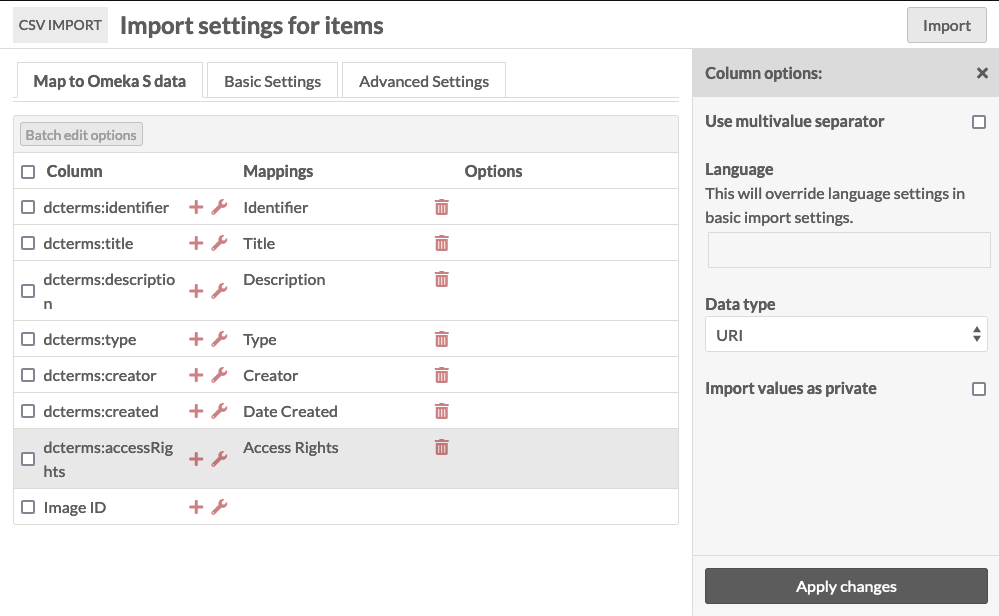 CSV IMPORT Import settings for items Import
Map to Omeka S data Basic Settings Advanced Settings
Batch edit options
Column Mappings Options
dcterms:identifier Identifier
dcterms:title Title
dcterms:descriptio Description
n
dcterms:type Type
dcterms:creator Creator
dcterms:created Date Created
dcterms:accessRig Access Rights
hts
Image ID
Column options:
Use multivalue separator
Language
This will override language settings in
basic import settings.
Data type
URI
Import values as private
Apply changes